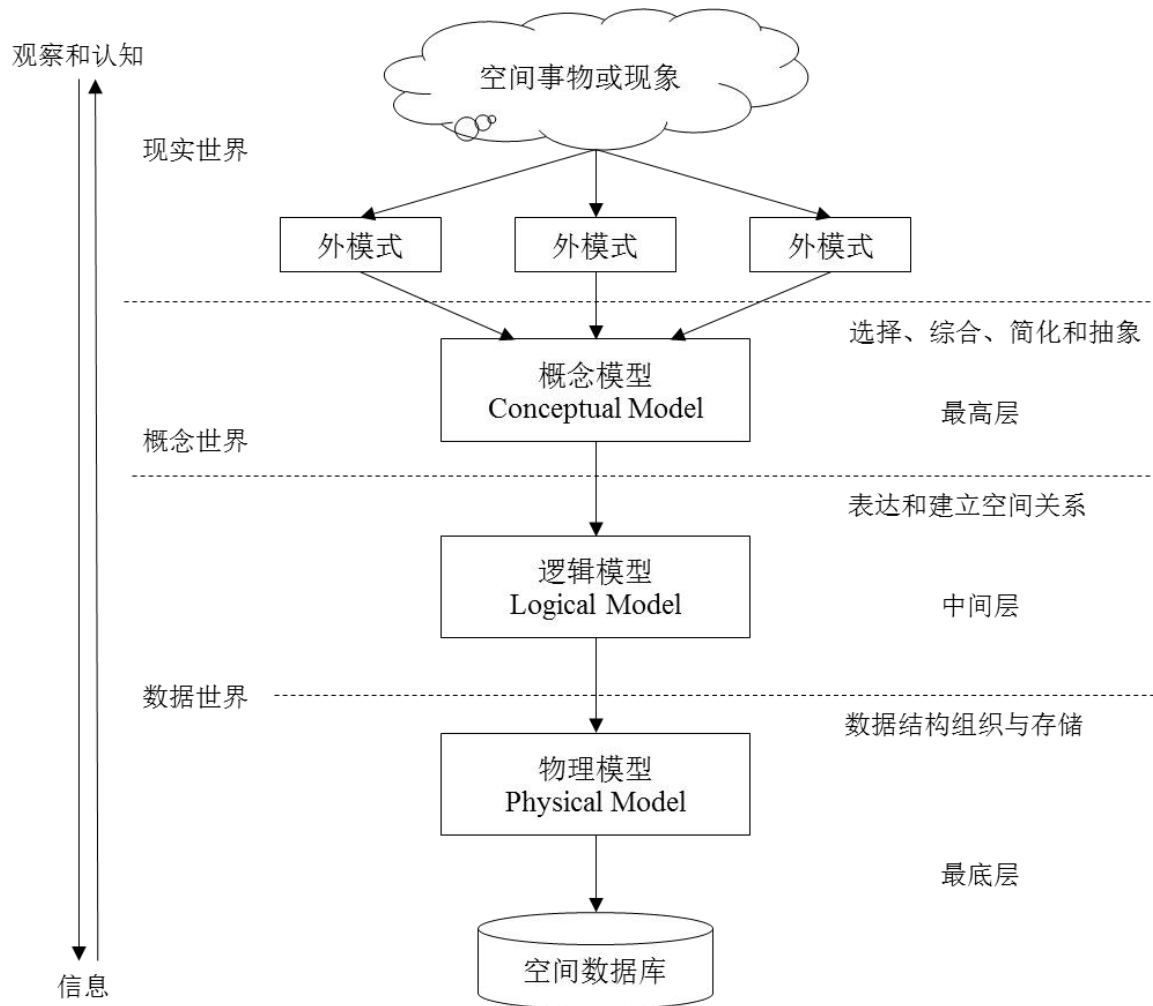 观察和认知
空间事物或现象
现实世界
外模式
外模式
外模式
选择、综合、简化和抽象
概念模型
Conceptual Model
最高层
概念世界
表达和建立空间关系
逻辑模型
Logical Model
中间层
数据世界
数据结构组织与存储
物理模型
Physical Model
最底层
空间数据库
信息